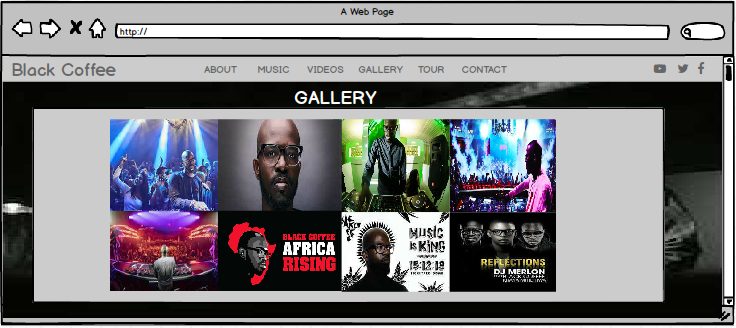 A Web Page
http://
Black Coffee
ABOUT MUSIC VIDEOS GALLERY TOUR CONTACT
GALLERY
BLACK COFFEE
AFRICA
RISING
MUSIC
is KING
15·12·19
REFLECTIONS
DJ MERLON